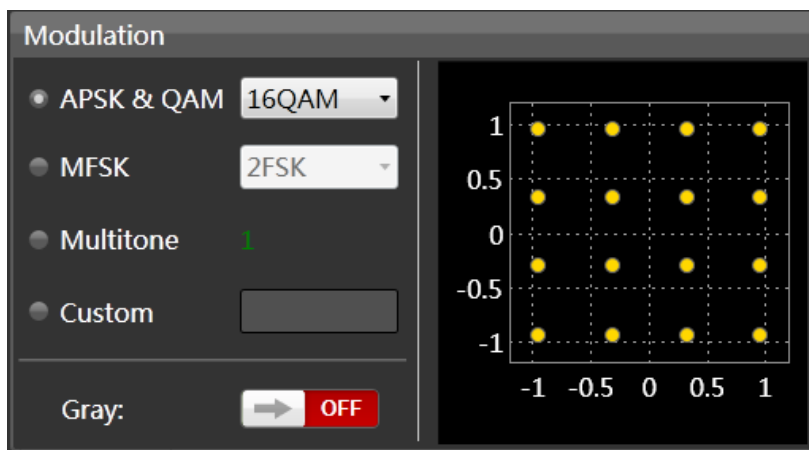 Modulation
APSK & QAM 16QAM
MFSK 2FSK
Multitone 1
Custom
Gray: OFF
1
0.5
0
-0.5
-1
-1 -0.5 0 0.5 1